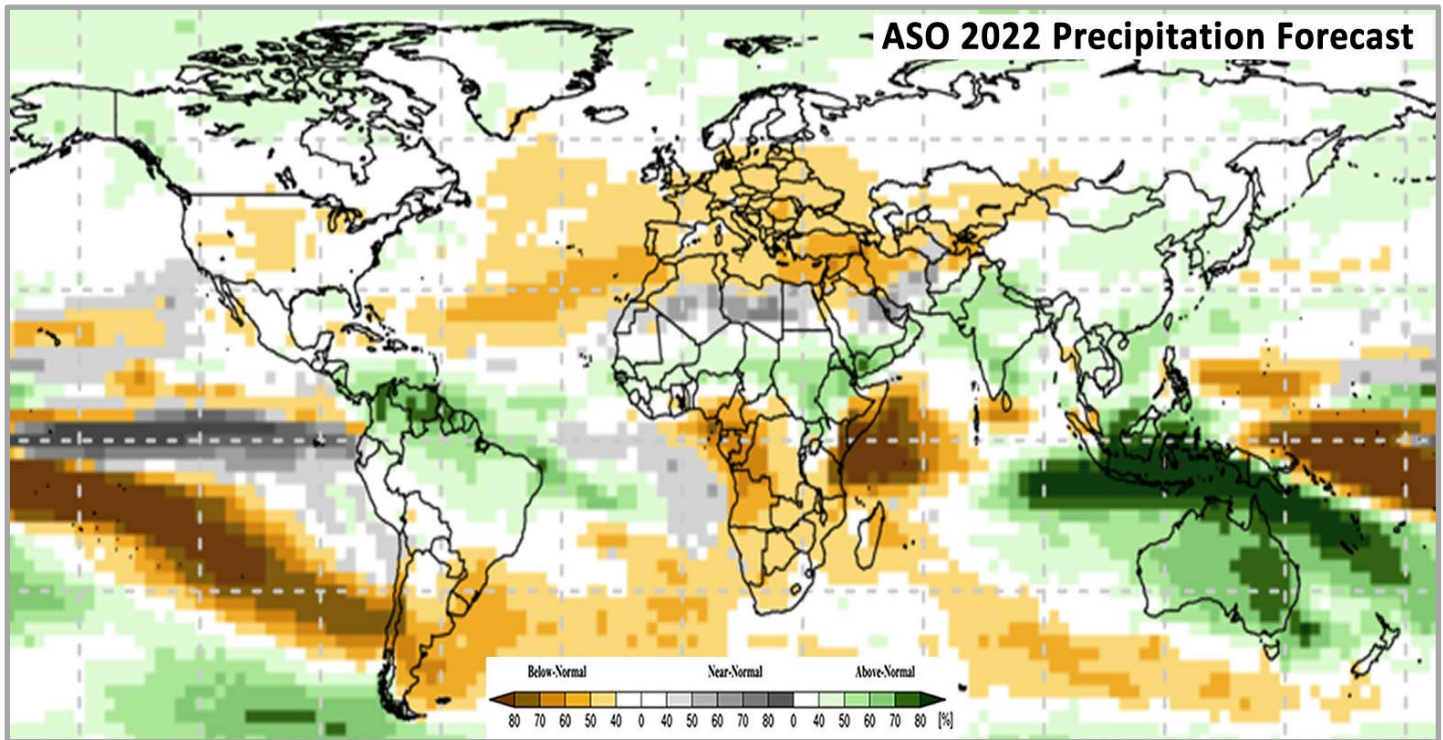 ASO 2022 Precipitation Forecast
Below-Normal Near-Normal Above-Normal
80 70 60 50 40 0 40 50 60 70 80 0 40 50 60 70 80 [%]